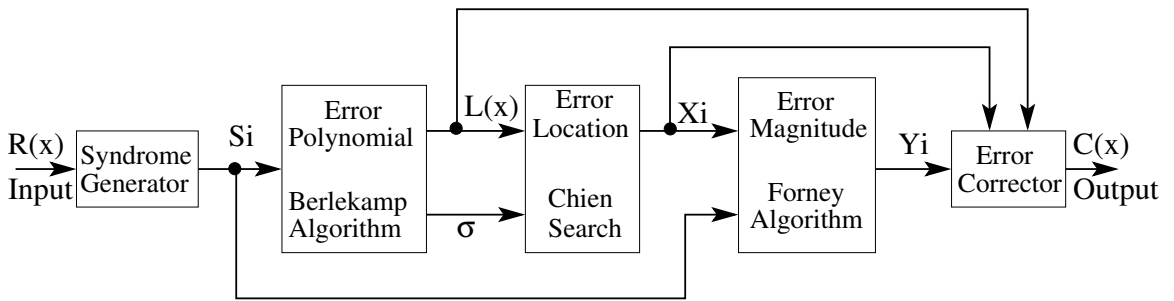 R(x)
Input
Syndrome
Generator
Si
Error
Polynomial
Berlekamp
Algorithm
L(x)
σ
Error
Location
Chien
Search
Xi
Error
Magnitude
Forney
Algorithm
Yi
Error
Corrector
C(x)
Output